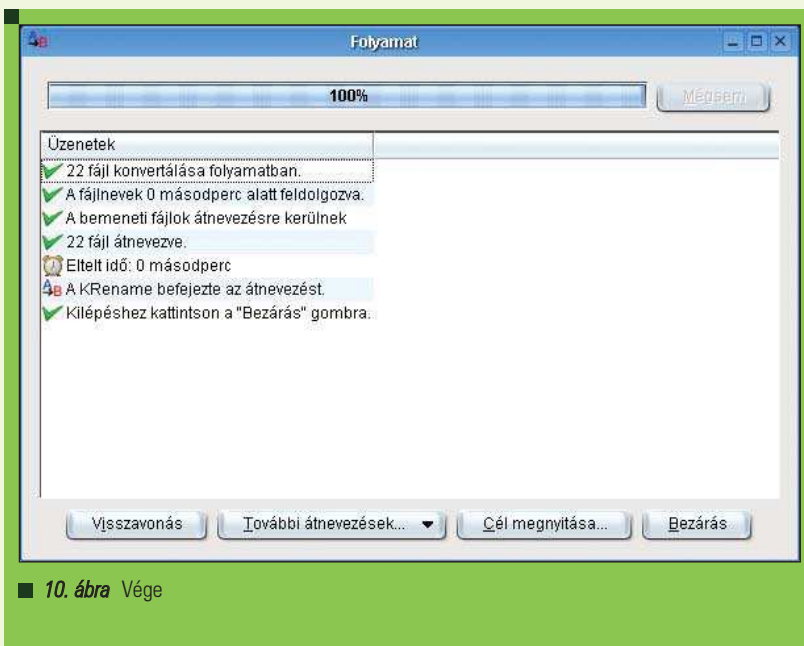 Folyamat
100%
Mégsem
Üzenetek
22 fájl konvertálása folyamatban.
A fájlnevek 0 másodperc alatt feldolgozva.
A bemeneti fájlok átnevezésre kerülnek
22 fájl átnevezve.
Eltelt idő: 0 másodperc
A KRename befejezte az átnevezést.
Kilépéshez kattintson a "Bezárás" gombra.
Visszavonás
További átnevezések...
Cél megnyitása...
Bezárás
10. ábra Vége